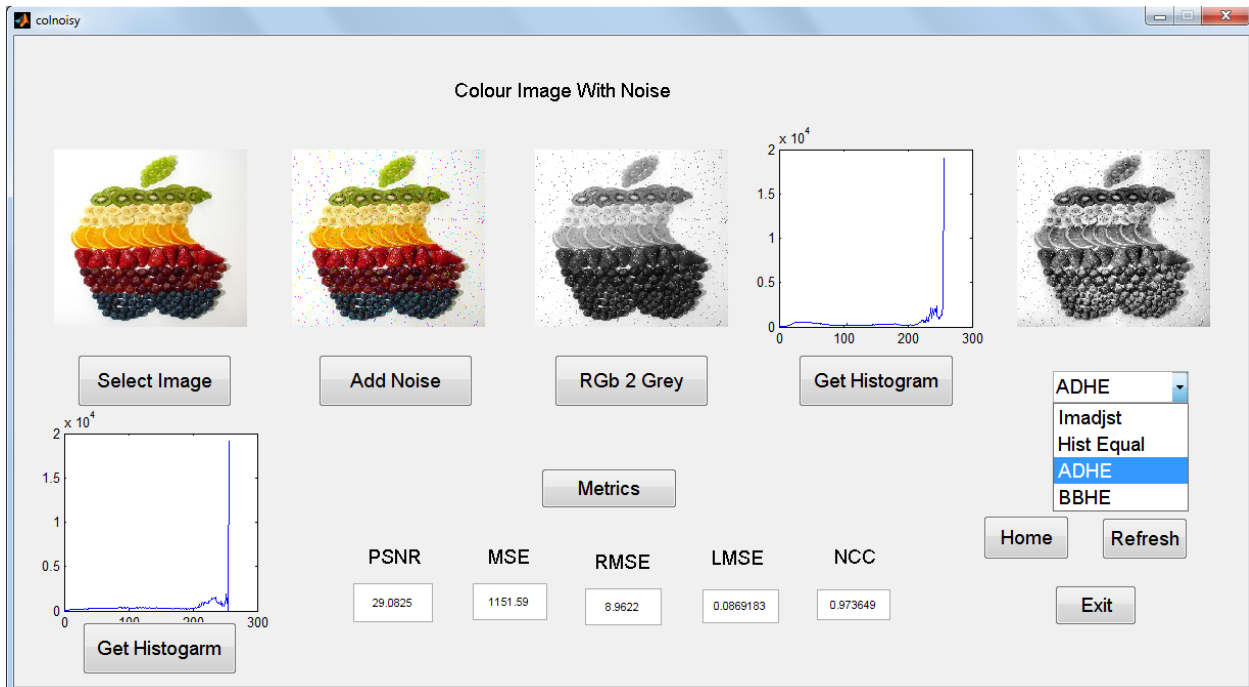 colnoisy
Colour Image With Noise
x 10^4
2
1.5
1
0.5
0
0 100 200 300
Select Image
Add Noise
RGb 2 Grey
Get Histogram
ADHE
Imadjst
Hist Equal
ADHE
BBHE
x 10^4
2
1.5
1
0.5
0
0 100 200 300
Get Histogarm
Metrics
Home
Refresh
PSNR MSE RMSE LMSE NCC
29.0825 1151.59 8.9622 0.0869183 0.973649
Exit